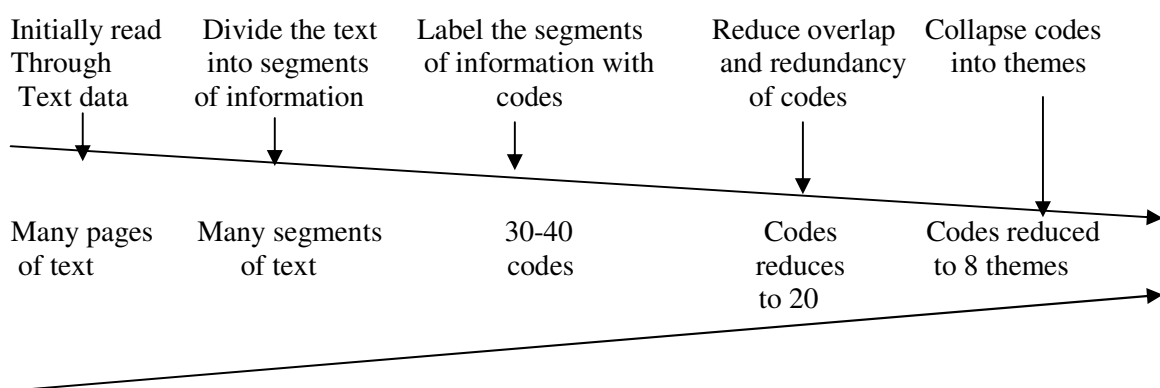 Initially read
Through
Text data
Divide the text
into segments
of information
Label the segments
of information with
codes
Reduce overlap
and redundancy
of codes
Collapse codes
into themes
Many pages
of text
Many segments
of text
30-40
codes
Codes
reduces
to 20
Codes reduced
to 8 themes